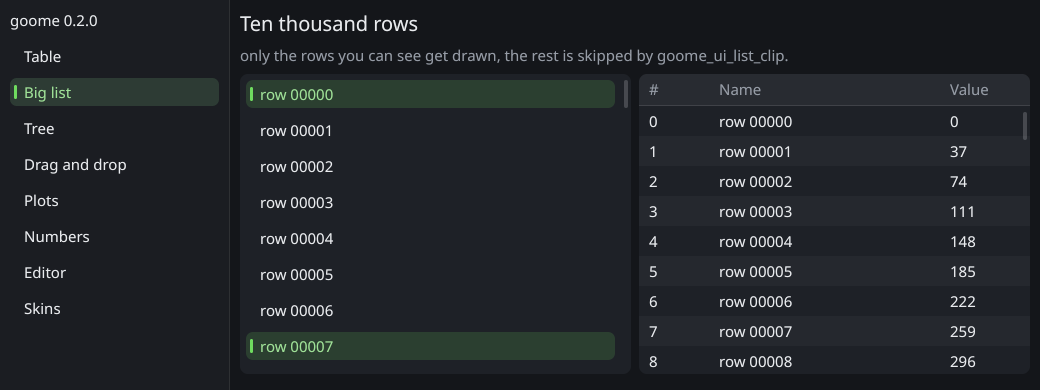 goome 0.2.0
Table
Big list
Tree
Drag and drop
Plots
Numbers
Editor
Skins
Ten thousand rows
only the rows you can see get drawn, the rest is skipped by goome_ui_list_clip.
row 00000
row 00001
row 00002
row 00003
row 00004
row 00005
row 00006
row 00007
# Name Value
0 row 00000 0
1 row 00001 37
2 row 00002 74
3 row 00003 111
4 row 00004 148
5 row 00005 185
6 row 00006 222
7 row 00007 259
8 row 00008 296